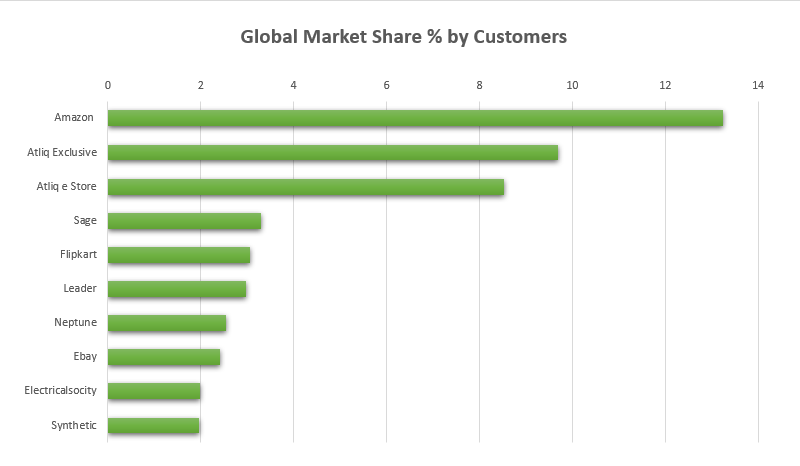 Global Market Share % by Customers
0 2 4 6 8 10 12 14
Amazon
Atliq Exclusive
Atliq e Store
Sage
Flipkart
Leader
Neptune
Ebay
Electricalsocity
Synthetic